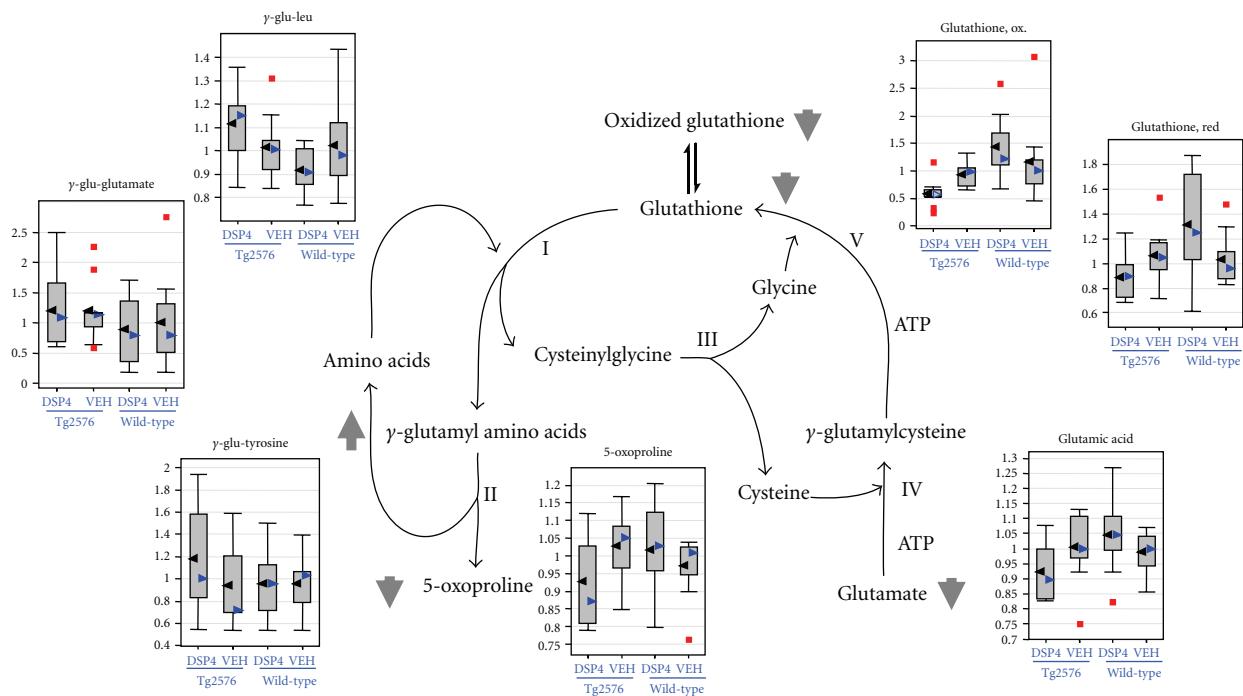 γ-glu-leu
1.4
1.3
1.2
1.1
1
0.9
0.8
DSP4 VEH DSP4 VEH
Tg2576 Wild-type
γ-glu-glutamate
2.5
2
1.5
1
0.5
0
DSP4 VEH DSP4 VEH
Tg2576 Wild-type
γ-glu-tyrosine
2
1.8
1.6
1.4
1.2
1
0.8
0.6
0.4
DSP4 VEH DSP4 VEH
Tg2576 Wild-type
Oxidized glutathione
Glutathione
I
V
Glycine
ATP
III
Cysteinylglycine
Amino acids
γ-glutamyl amino acids
γ-glutamylcysteine
II
Cysteine
IV
ATP
5-oxoproline
Glutamate
5-oxoproline
1.2
1.15
1.1
1.05
1
0.95
0.9
0.85
0.8
0.75
DSP4 VEH DSP4 VEH
Tg2576 Wild-type
Glutathione, ox.
3
2.5
2
1.5
1
0.5
0
DSP4 VEH DSP4 VEH
Tg2576 Wild-type
Glutathione, red
1.8
1.6
1.4
1.2
1
0.8
0.6
DSP4 VEH DSP4 VEH
Tg2576 Wild-type
Glutamic acid
1.3
1.25
1.2
1.15
1.1
1.05
1
0.95
0.9
0.85
0.8
0.75
0.7
DSP4 VEH DSP4 VEH
Tg2576 Wild-type